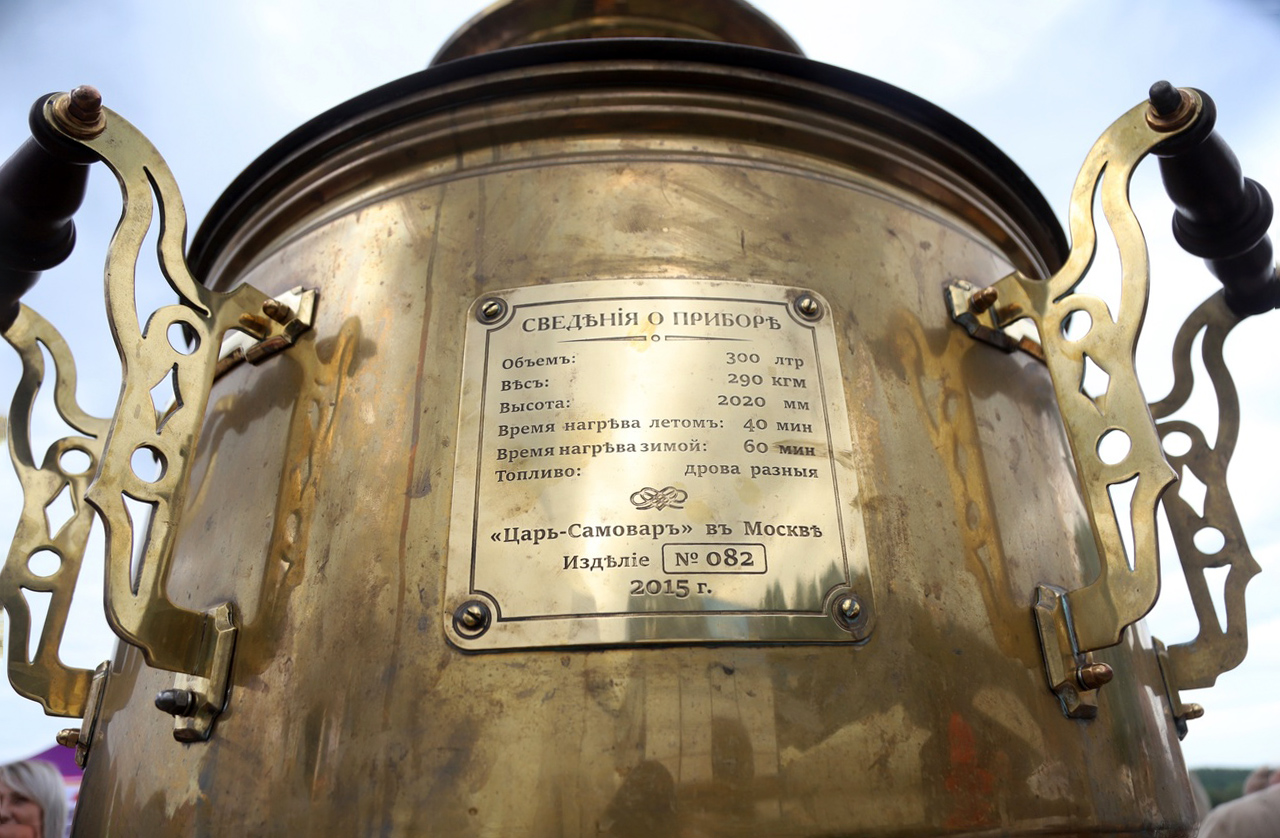 СВЕДѢНІЯ О ПРИБОРѢ
Объемъ: 300 лтр
Вѣсъ: 290 кгм
Высота: 2020 мм
Время нагрѣва летомъ: 40 мин
Время нагрѣва зимой: 60 мин
Топливо: дрова разныя
«Царь-Самоваръ» въ Москвѣ
Издѣліе № 082
2015 г.